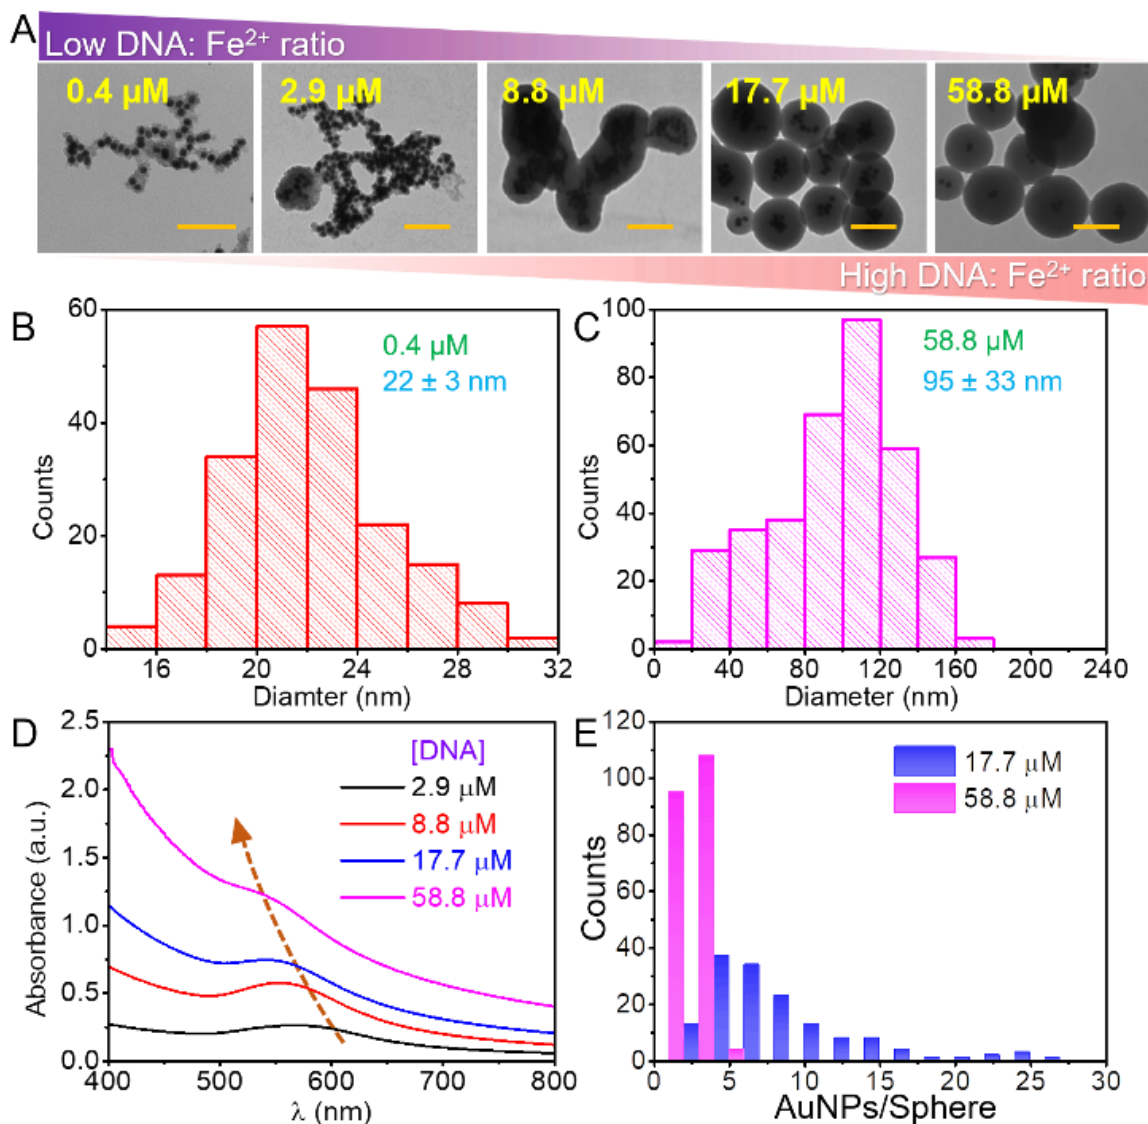 A
Low DNA: Fe²⁺ ratio
0.4 µM
2.9 µM
8.8 µM
17.7 µM
58.8 µM
High DNA: Fe²⁺ ratio
B
60
40
20
0
Counts
0.4 µM
22 ± 3 nm
16 20 24 28 32
Diamter (nm)
C
100
80
60
40
20
0
Counts
58.8 µM
95 ± 33 nm
0 40 80 120 160 200 240
Diameter (nm)
D
2.5
2.0
1.5
1.0
0.5
0.0
Absorbance (a.u.)
[DNA]
2.9 µM
8.8 µM
17.7 µM
58.8 µM
400 500 600 700 800
λ (nm)
E
120
100
80
60
40
20
0
Counts
17.7 µM
58.8 µM
0 5 10 15 20 25 30
AuNPs/Sphere